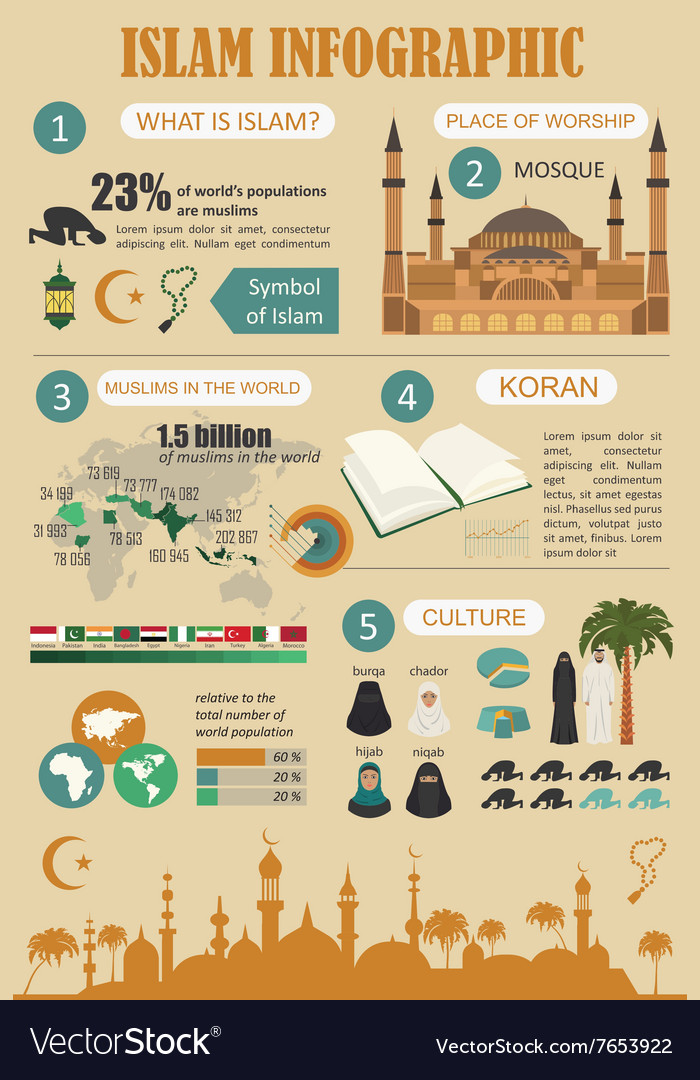 ISLAM INFOGRAPHIC
1
WHAT IS ISLAM?
23% of world's populations
are muslims
Lorem ipsum dolor sit amet, consectetur
adipiscing elit. Nullam eget condimentum
Symbol
of Islam
PLACE OF WORSHIP
2
MOSQUE
3
MUSLIMS IN THE WORLD
1.5 billion
of muslims in the world
73 619
34 199
73 777
174 082
31 993
145 312
78 056
78 513
202 867
160 945
Indonesia Pakistan India Bangladesh Egypt Nigeria Iran Turkey Algeria Morocco
relative to the
total number of
world population
60 %
20 %
20 %
4
KORAN
Lorem ipsum dolor sit
amet, consectetur
adipiscing elit. Nullam
eget condimentum
lectus, sit amet egestas
nisl. Phasellus sed purus
dictum, volutpat justo
sit amet, finibus. Lorem
ipsum dolor sit
5
CULTURE
burqa
chador
hijab
niqab
VectorStock®
VectorStock.com/7653922